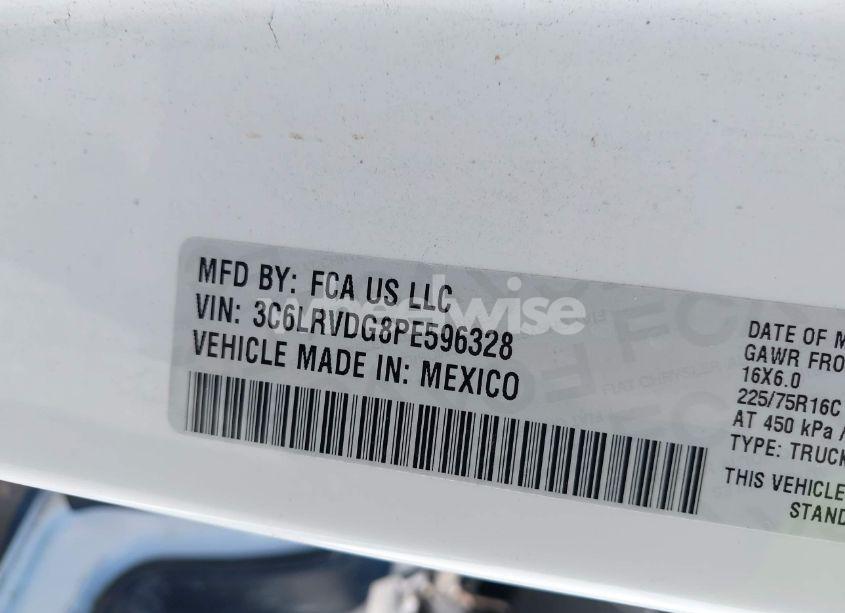 MFD BY: FCA US LLC
VIN: 3C6LRVDG8PE596328
VEHICLE MADE IN: MEXICO
wheelwise
DATE OF M
GAWR FRO
16X6.0
225/75R16C
AT 450 kPa /
TYPE: TRUCK
THIS VEHICLE
STAND